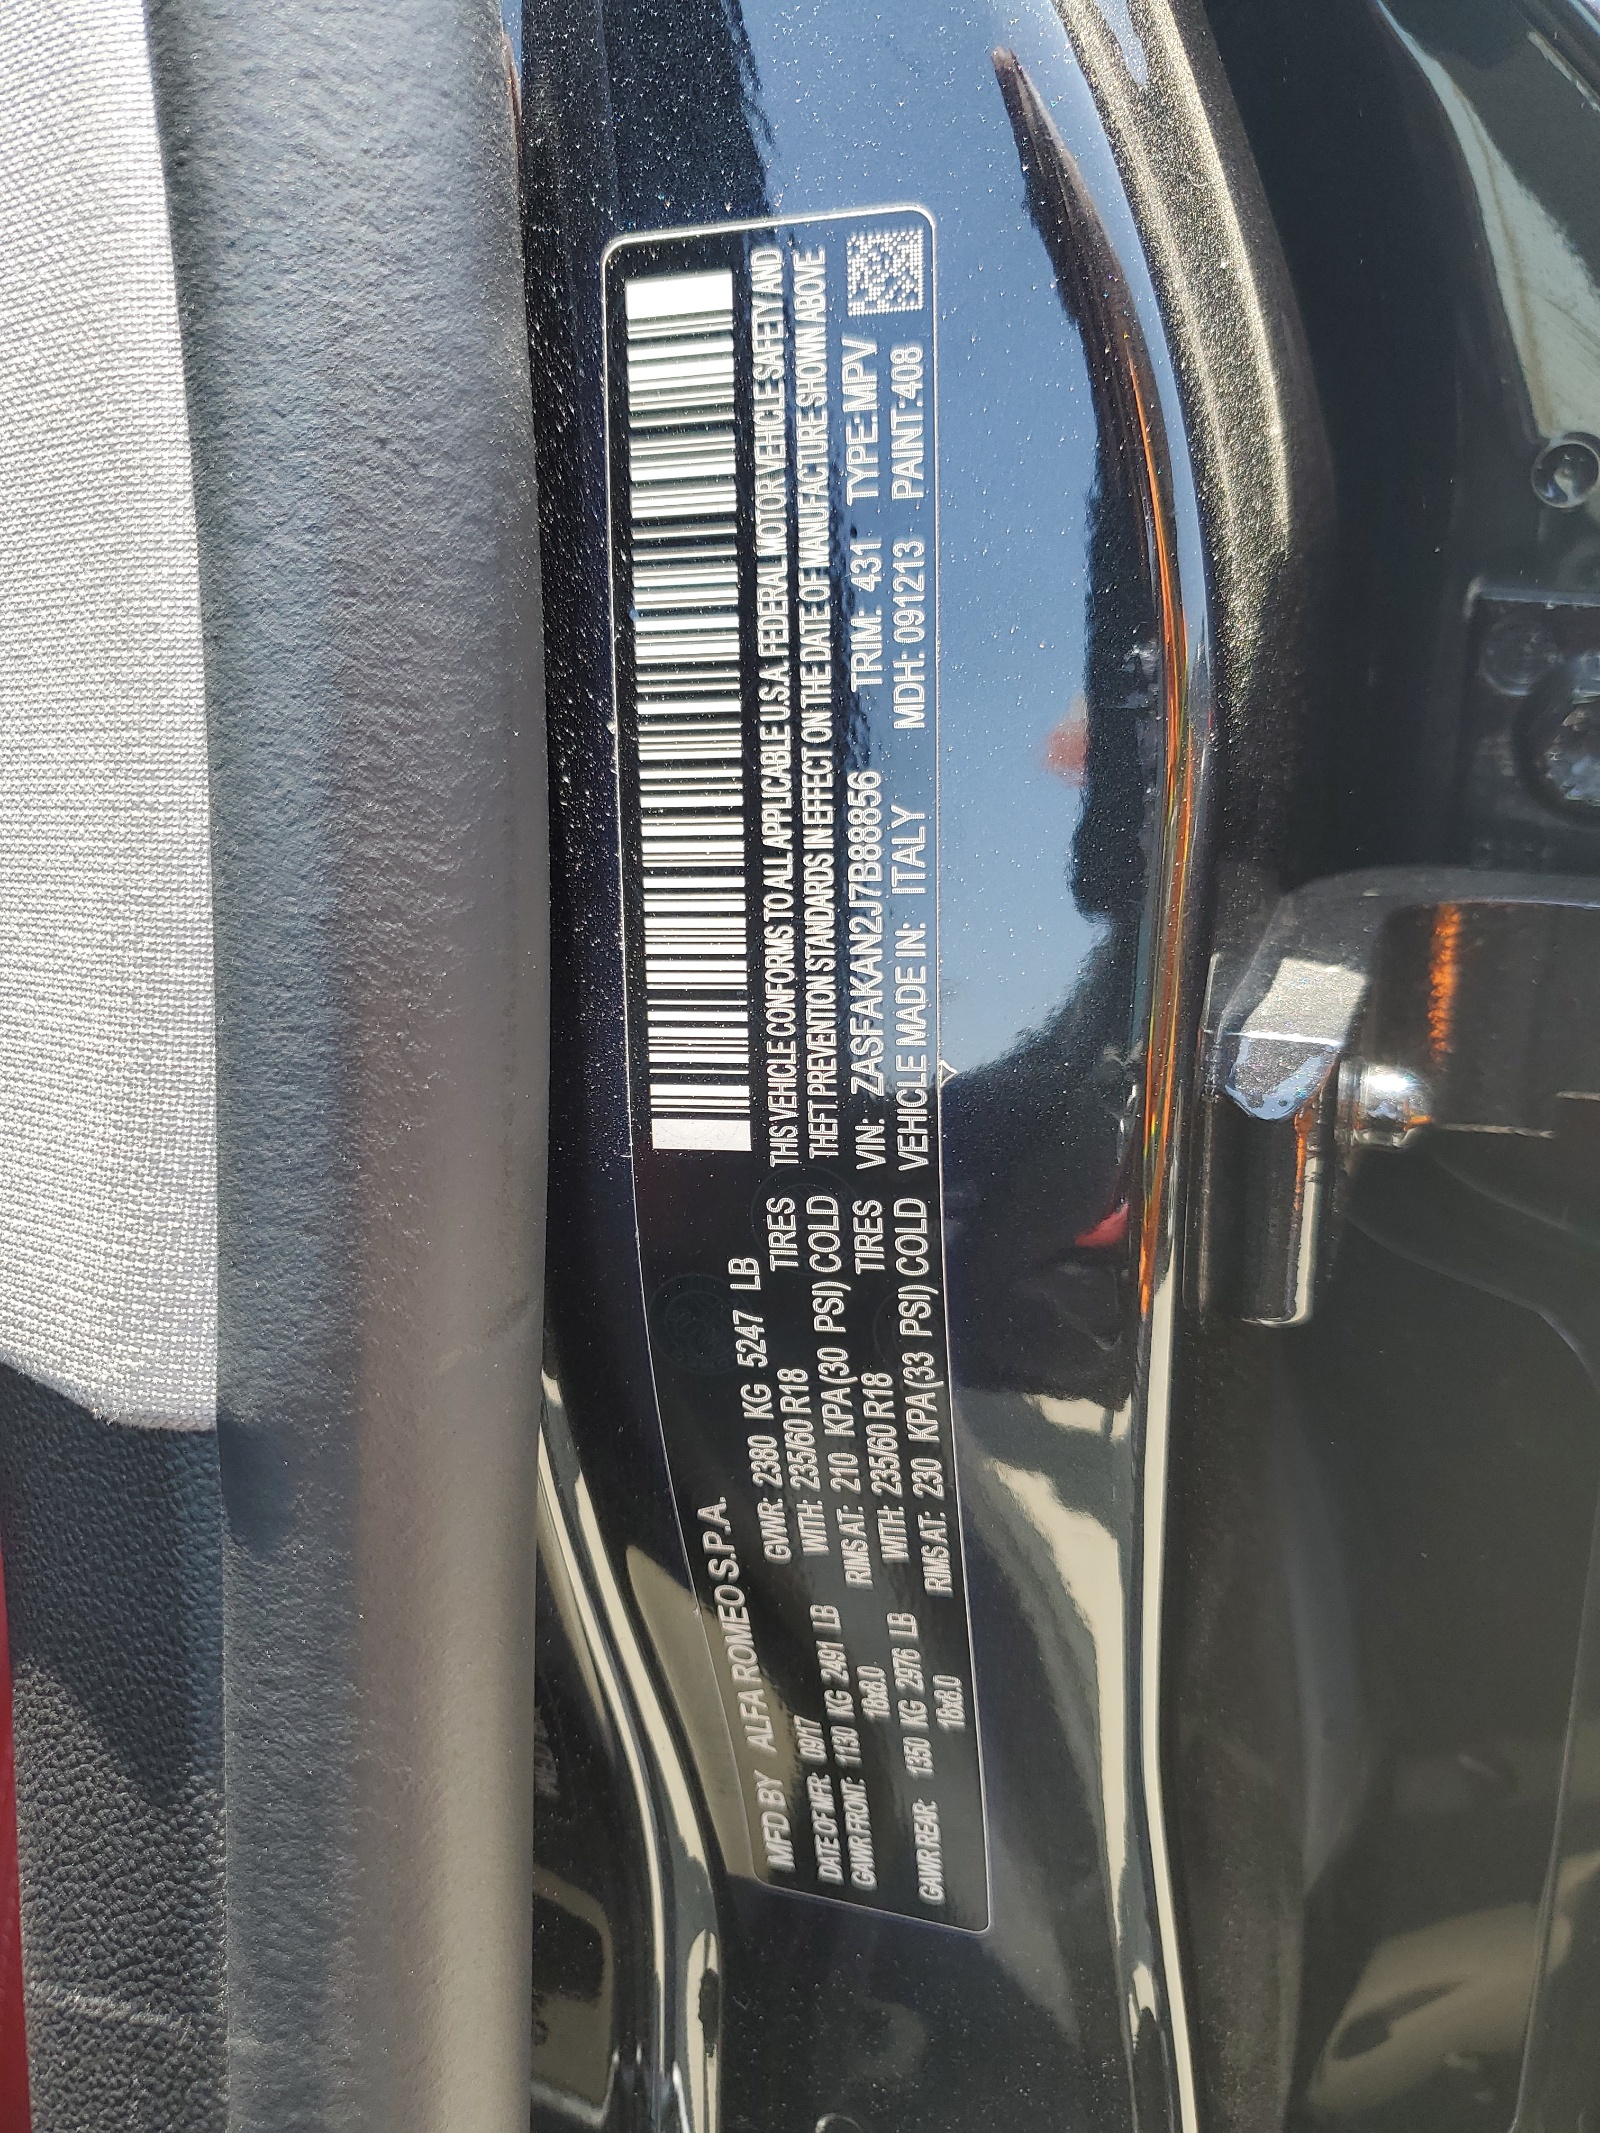 MFD BY ALFA ROMEO S.P.A.
DATE OF MFR: 09/17 GVWR: 2380 KG 5247 LB
GAWR FRONT: 1130 KG 2491 LB WITH: 235/60 R18 TIRES
18x8.0 RIMS AT: 210 KPA(30 PSI) COLD
GAWR REAR: 1350 KG 2976 LB WITH: 235/60 R18 TIRES
18x8.0 RIMS AT: 230 KPA(33 PSI) COLD
THIS VEHICLE CONFORMS TO ALL APPLICABLE U.S.A. FEDERAL MOTOR VEHICLE SAFETY AND
THEFT PREVENTION STANDARDS IN EFFECT ON THE DATE OF MANUFACTURE SHOWN ABOVE
VIN: ZASFAKAN2J7B88856 TRIM: 431 TYPE:MPV
VEHICLE MADE IN: ITALY MDH: 091213 PAINT:408